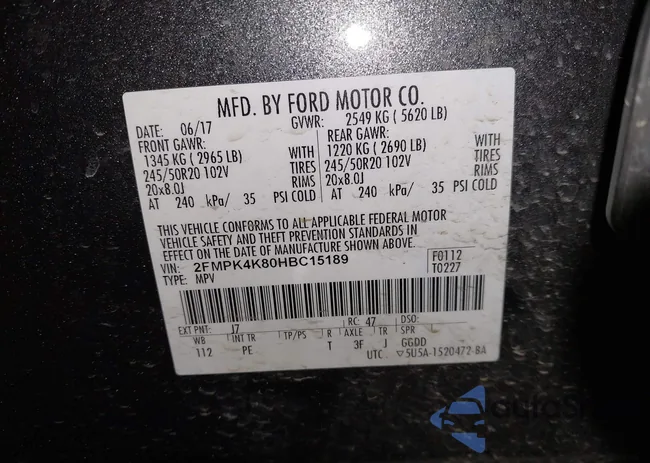 MFD. BY FORD MOTOR CO.
DATE: 06/17 GVWR: 2549 KG ( 5620 LB)
FRONT GAWR: REAR GAWR:
1345 KG ( 2965 LB) WITH 1220 KG ( 2690 LB) WITH
245/50R20 102V TIRES 245/50R20 102V TIRES
20x8.0J RIMS 20x8.0J RIMS
AT 240 kPa/ 35 PSI COLD AT 240 kPa/ 35 PSI COLD
THIS VEHICLE CONFORMS TO ALL APPLICABLE FEDERAL MOTOR
VEHICLE SAFETY AND THEFT PREVENTION STANDARDS IN
EFFECT ON THE DATE OF MANUFACTURE SHOWN ABOVE.
VIN: 2FMPK4K80HBC15189 F0112
TYPE: MPV T0227
EXT PNT: J7 RC: 47 DSO:
WB INT TR TP/PS R AXLE TR SPR
112 PE T 3F J GGDD
UTC ▽5U5A-1520472-BA